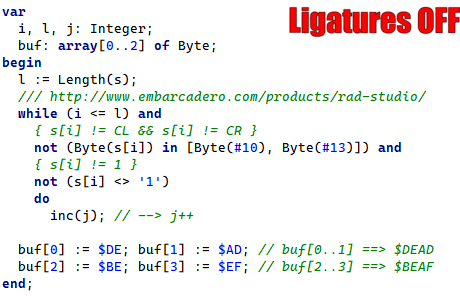 Ligatures OFF
var
  i, l, j: Integer;
  buf: array[0..2] of Byte;
begin
  l := Length(s);
  /// http://www.embarcadero.com/products/rad-studio/
  while (i <= l) and
    { s[i] != CL && s[i] != CR }
    not (Byte(s[i]) in [Byte(#10), Byte(#13)]) and
    { s[i] != 1 }
    not (s[i] <> '1')
    do
      inc(j); // --> j++

  buf[0] := $DE; buf[1] := $AD; // buf[0..1] ==> $DEAD
  buf[2] := $BE; buf[3] := $EF; // buf[2..3] ==> $BEAF
end;